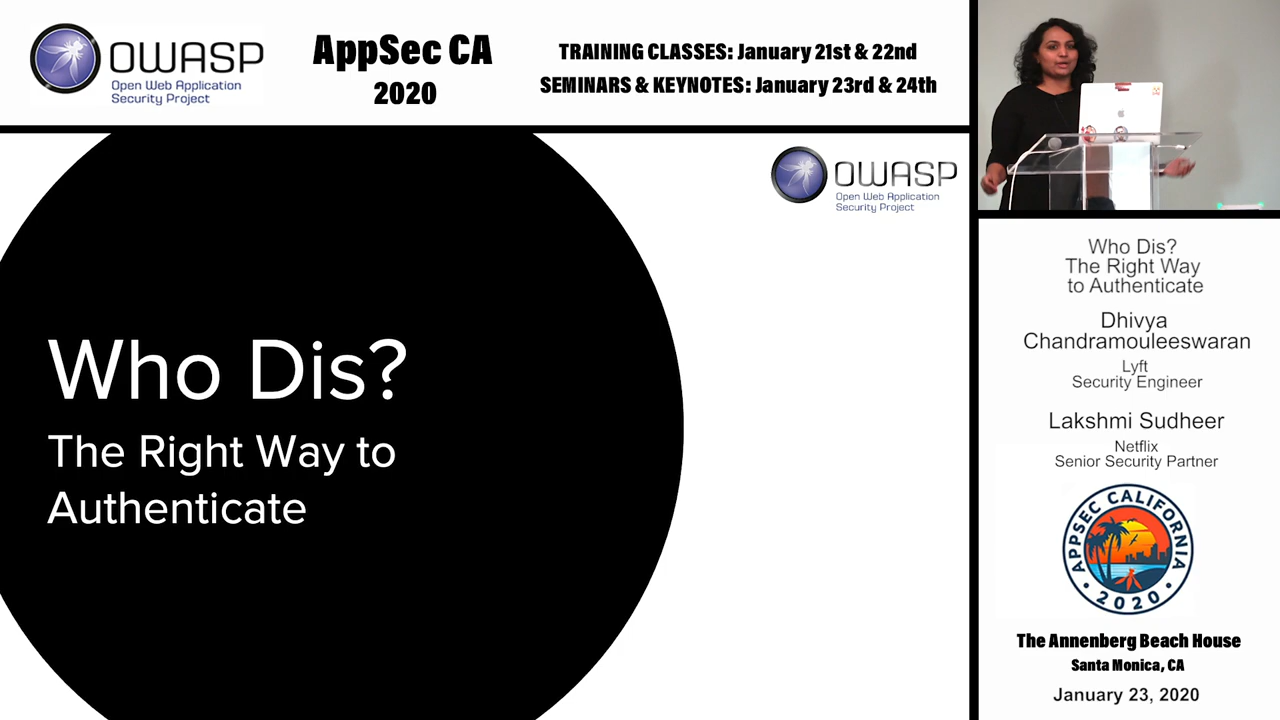 OWASP
Open Web Application
Security Project
AppSec CA
2020
TRAINING CLASSES: January 21st & 22nd
SEMINARS & KEYNOTES: January 23rd & 24th
OWASP
Open Web Application
Security Project
Who Dis?
The Right Way to
Authenticate
Who Dis?
The Right Way
to Authenticate
Dhivya
Chandramouleeswaran
Lyft
Security Engineer
Lakshmi Sudheer
Netflix
Senior Security Partner
APPSEC CALIFORNIA
• 2020 •
The Annenberg Beach House
Santa Monica, CA
January 23, 2020